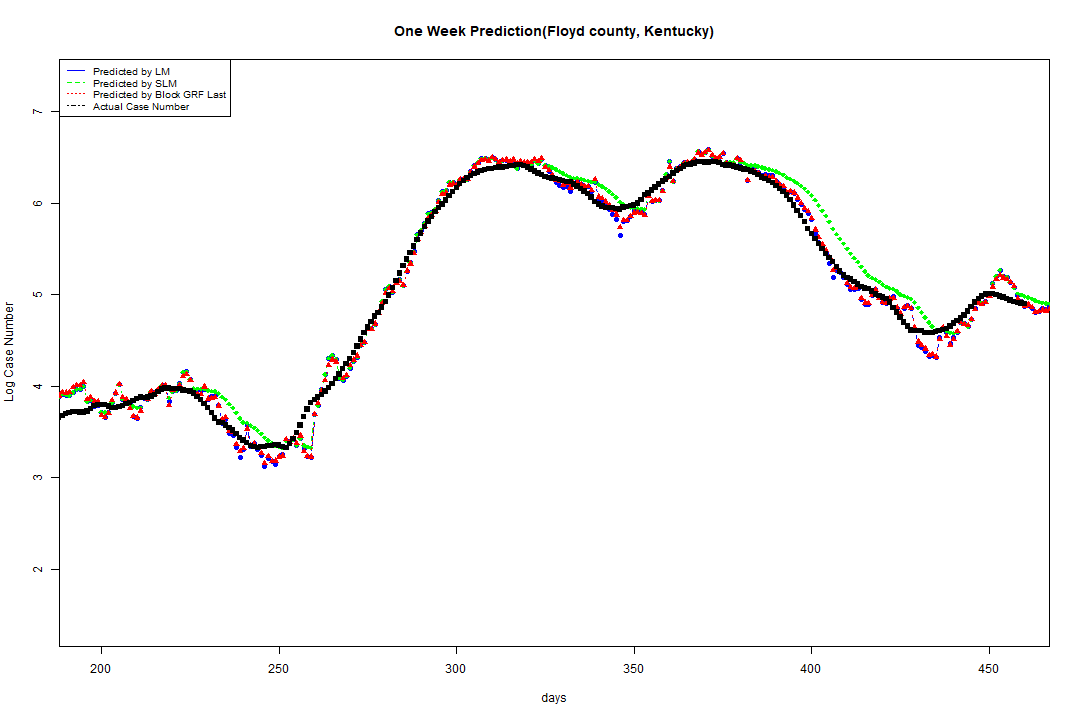 One Week Prediction(Floyd county, Kentucky)
Predicted by LM
Predicted by SLM
Predicted by Block GRF Last
Actual Case Number
7
6
5
4
3
2
Log Case Number
200 250 300 350 400 450
days